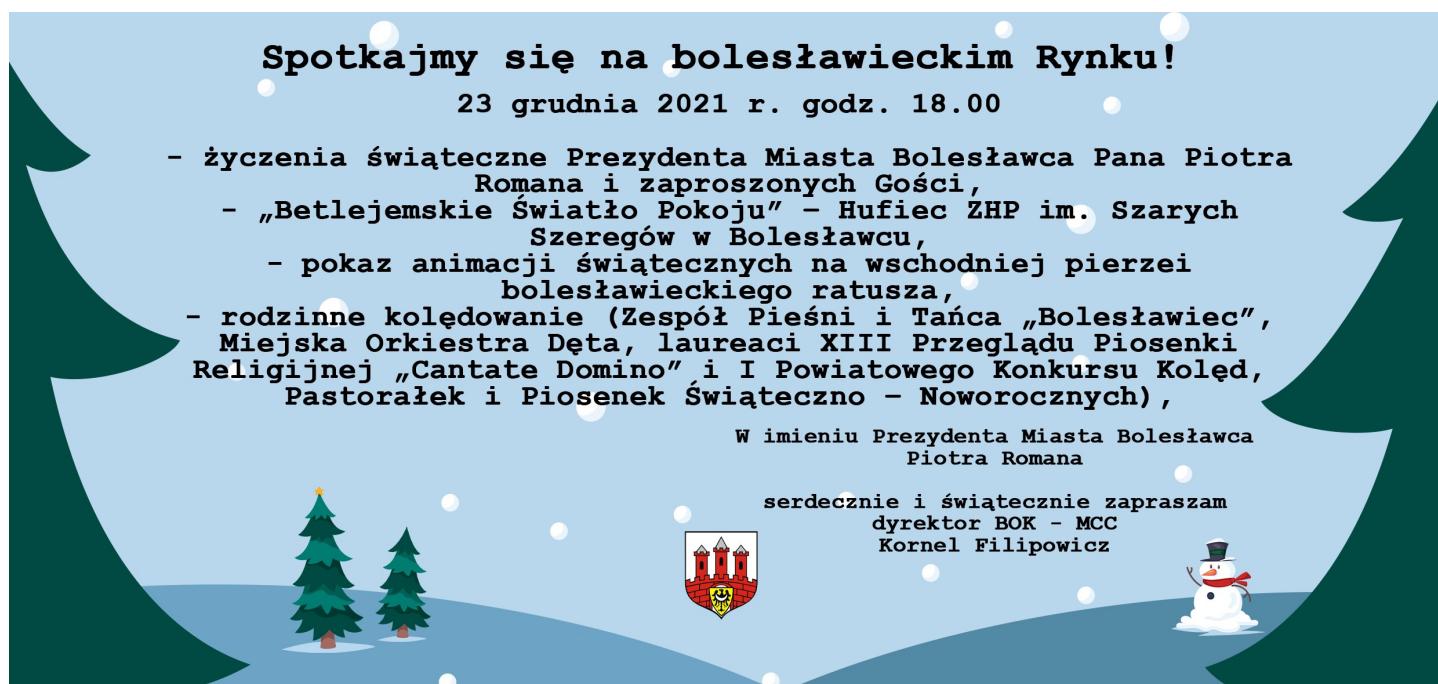 Spotkajmy się na bolesławieckim Rynku!
23 grudnia 2021 r. godz. 18.00
- życzenia świąteczne Prezydenta Miasta Bolesławca Pana Piotra
Romana i zaproszonych Gości,
- „Betlejemskie Światło Pokoju” – Hufiec ZHP im. Szarych
Szeregów w Bolesławcu,
- pokaz animacji świątecznych na wschodniej pierzei
bolesławieckiego ratusza,
- rodzinne kolędowanie (Zespół Pieśni i Tańca „Bolesławiec”,
Miejska Orkiestra Dęta, laureaci XIII Przeglądu Piosenki
Religijnej „Cantate Domino” i I Powiatowego Konkursu Kolęd,
Pastorałek i Piosenek Świąteczno – Noworocznych),
W imieniu Prezydenta Miasta Bolesławca
Piotra Romana
serdecznie i świątecznie zapraszam
dyrektor BOK - MCC
Kornel Filipowicz